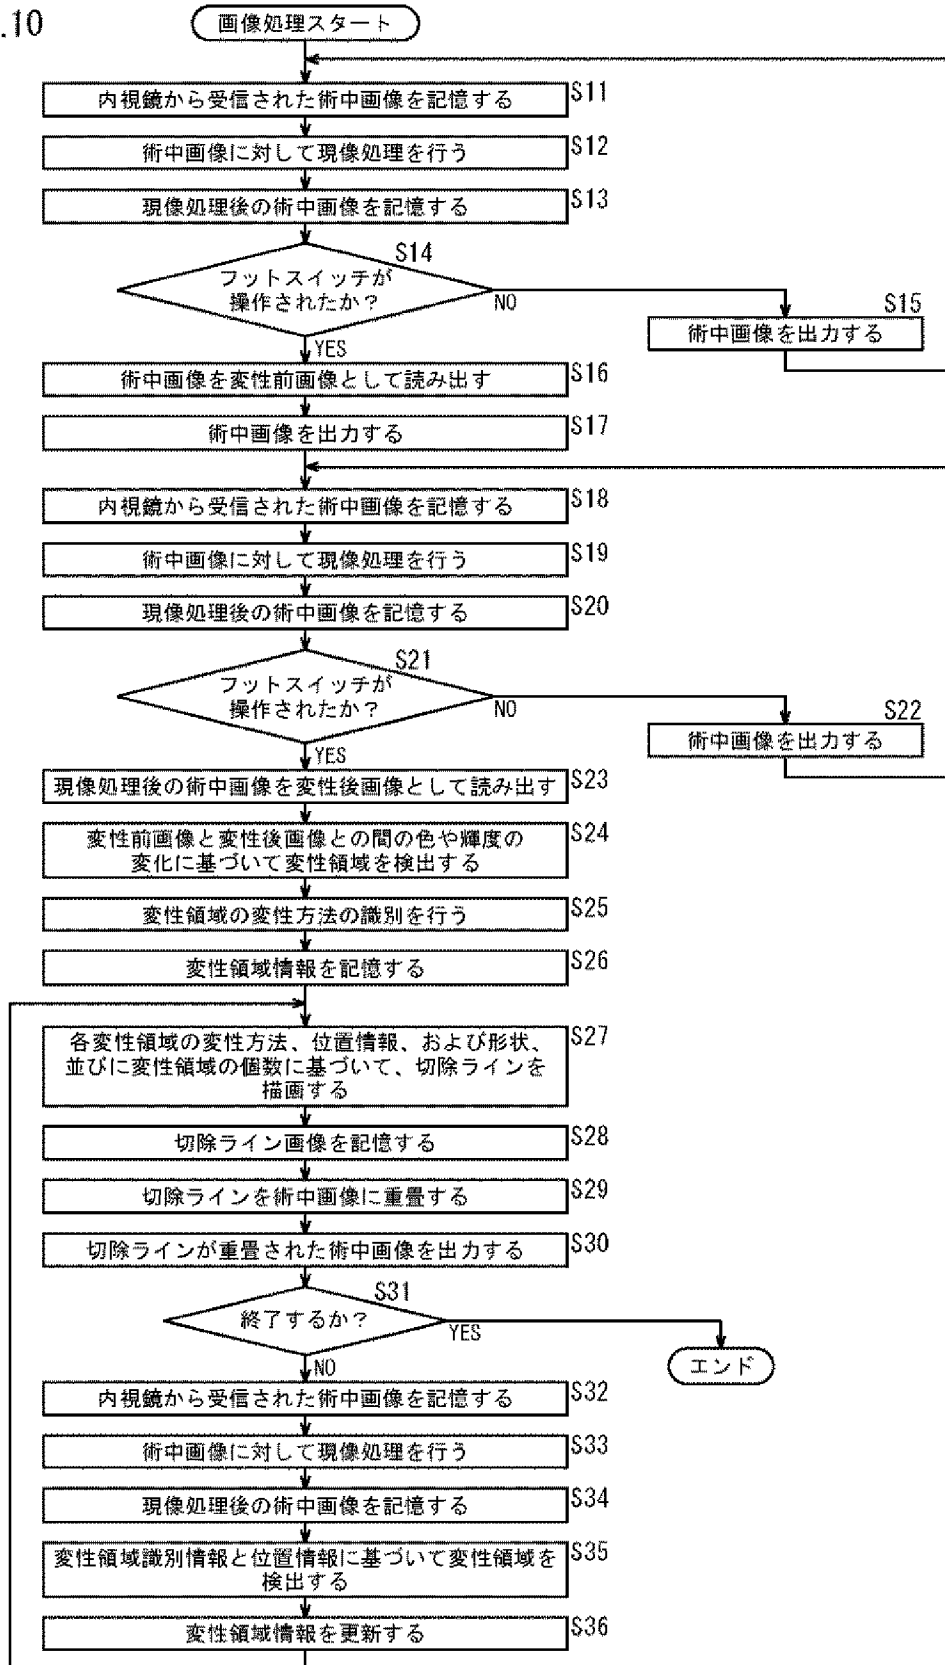 .10
画像処理スタート
内視鏡から受信された術中画像を記憶する
S11
術中画像に対して現像処理を行う
S12
現像処理後の術中画像を記憶する
S13
S14
フットスイッチが
操作されたか?
NO
YES
S15
術中画像を出力する
術中画像を変性前画像として読み出す
S16
術中画像を出力する
S17
内視鏡から受信された術中画像を記憶する
S18
術中画像に対して現像処理を行う
S19
現像処理後の術中画像を記憶する
S20
S21
フットスイッチが
操作されたか?
NO
YES
S22
術中画像を出力する
現像処理後の術中画像を変性後画像として読み出す
S23
変性前画像と変性後画像との間の色や輝度の
変化に基づいて変性領域を検出する
S24
変性領域の変性方法の識別を行う
S25
変性領域情報を記憶する
S26
各変性領域の変性方法、位置情報、および形状、
並びに変性領域の個数に基づいて、切除ラインを
描画する
S27
切除ライン画像を記憶する
S28
切除ラインを術中画像に重畳する
S29
切除ラインが重畳された術中画像を出力する
S30
S31
終了するか?
YES
エンド
NO
内視鏡から受信された術中画像を記憶する
S32
術中画像に対して現像処理を行う
S33
現像処理後の術中画像を記憶する
S34
変性領域識別情報と位置情報に基づいて変性領域を
検出する
S35
変性領域情報を更新する
S36